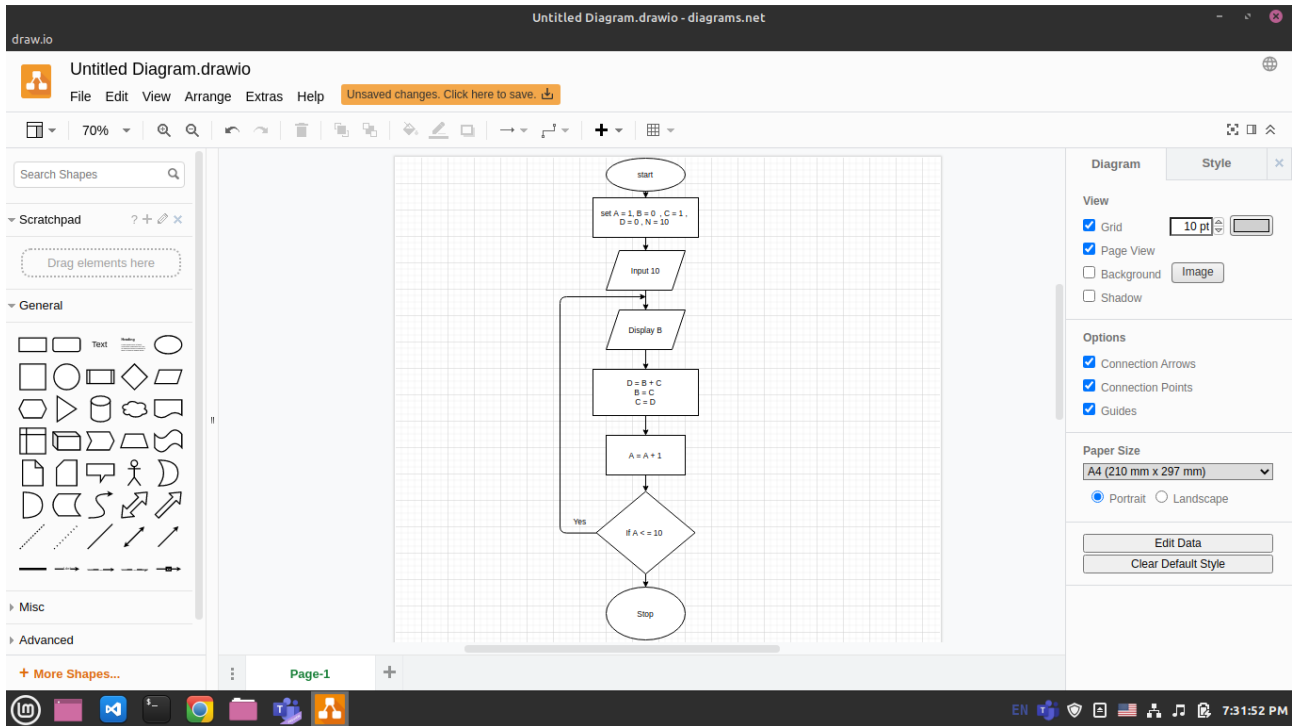 Untitled Diagram.drawio - diagrams.net
draw.io
Untitled Diagram.drawio
File Edit View Arrange Extras Help
Unsaved changes. Click here to save.
70%
Search Shapes
Scratchpad
?
Drag elements here
General
Text
Heading
Misc
Advanced
+ More Shapes...
start
set A = 1, B = 0 , C = 1 ,
D = 0 , N = 10
Input 10
Display B
D = B + C
B = C
C = D
A = A + 1
Yes
If A < = 10
Stop
Page-1
Diagram
Style
View
Grid
10 pt
Page View
Background
Image
Shadow
Options
Connection Arrows
Connection Points
Guides
Paper Size
A4 (210 mm x 297 mm)
Portrait
Landscape
Edit Data
Clear Default Style
EN
7:31:52 PM